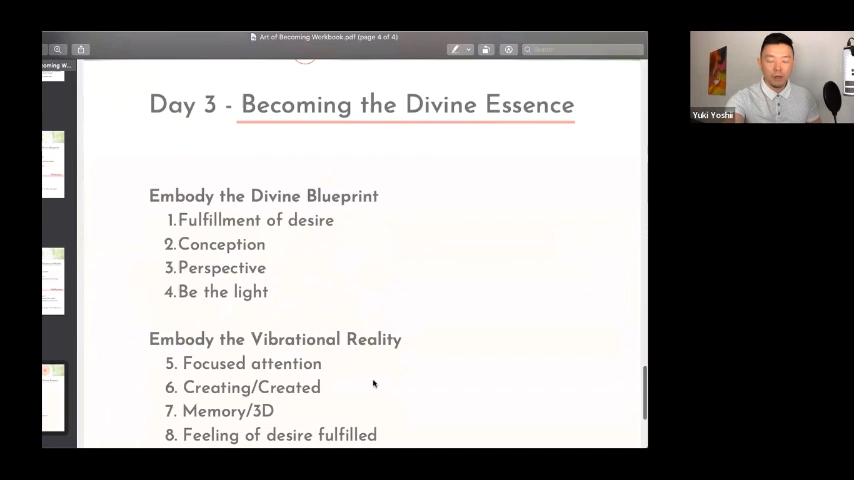 Art of Becoming Workbook.pdf (page 4 of 4)
Search
oming W...
Day 3 - Becoming the Divine Essence
Yuki Yoshii
Embody the Divine Blueprint
1.Fulfillment of desire
2.Conception
3.Perspective
4.Be the light
Embody the Vibrational Reality
5. Focused attention
6. Creating/Created
7. Memory/3D
8. Feeling of desire fulfilled